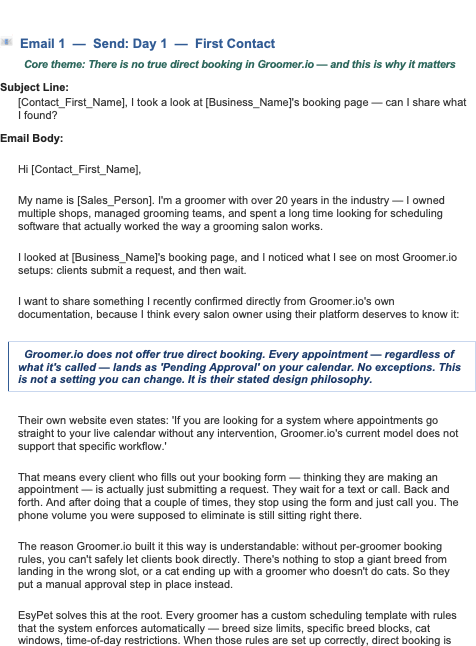 Email 1 — Send: Day 1 — First Contact
Core theme: There is no true direct booking in Groomer.io — and this is why it matters
Subject Line:
[Contact_First_Name], I took a look at [Business_Name]'s booking page — can I share what
I found?
Email Body:
Hi [Contact_First_Name],
My name is [Sales_Person]. I'm a groomer with over 20 years in the industry — I owned
multiple shops, managed grooming teams, and spent a long time looking for scheduling
software that actually worked the way a grooming salon works.
I looked at [Business_Name]'s booking page, and I noticed what I see on most Groomer.io
setups: clients submit a request, and then wait.
I want to share something I recently confirmed directly from Groomer.io's own
documentation, because I think every salon owner using their platform deserves to know it:
Groomer.io does not offer true direct booking. Every appointment — regardless of
what it's called — lands as 'Pending Approval' on your calendar. No exceptions. This
is not a setting you can change. It is their stated design philosophy.
Their own website even states: 'If you are looking for a system where appointments go
straight to your live calendar without any intervention, Groomer.io's current model does not
support that specific workflow.'
That means every client who fills out your booking form — thinking they are making an
appointment — is actually just submitting a request. They wait for a text or call. Back and
forth. And after doing that a couple of times, they stop using the form and just call you. The
phone volume you were supposed to eliminate is still sitting right there.
The reason Groomer.io built it this way is understandable: without per-groomer booking
rules, you can't safely let clients book directly. There's nothing to stop a giant breed from
landing in the wrong slot, or a cat ending up with a groomer who doesn't do cats. So they
put a manual approval step in place instead.
EsyPet solves this at the root. Every groomer has a custom scheduling template with rules
that the system enforces automatically — breed size limits, specific breed blocks, cat
windows, time-of-day restrictions. When those rules are set up correctly, direct booking is